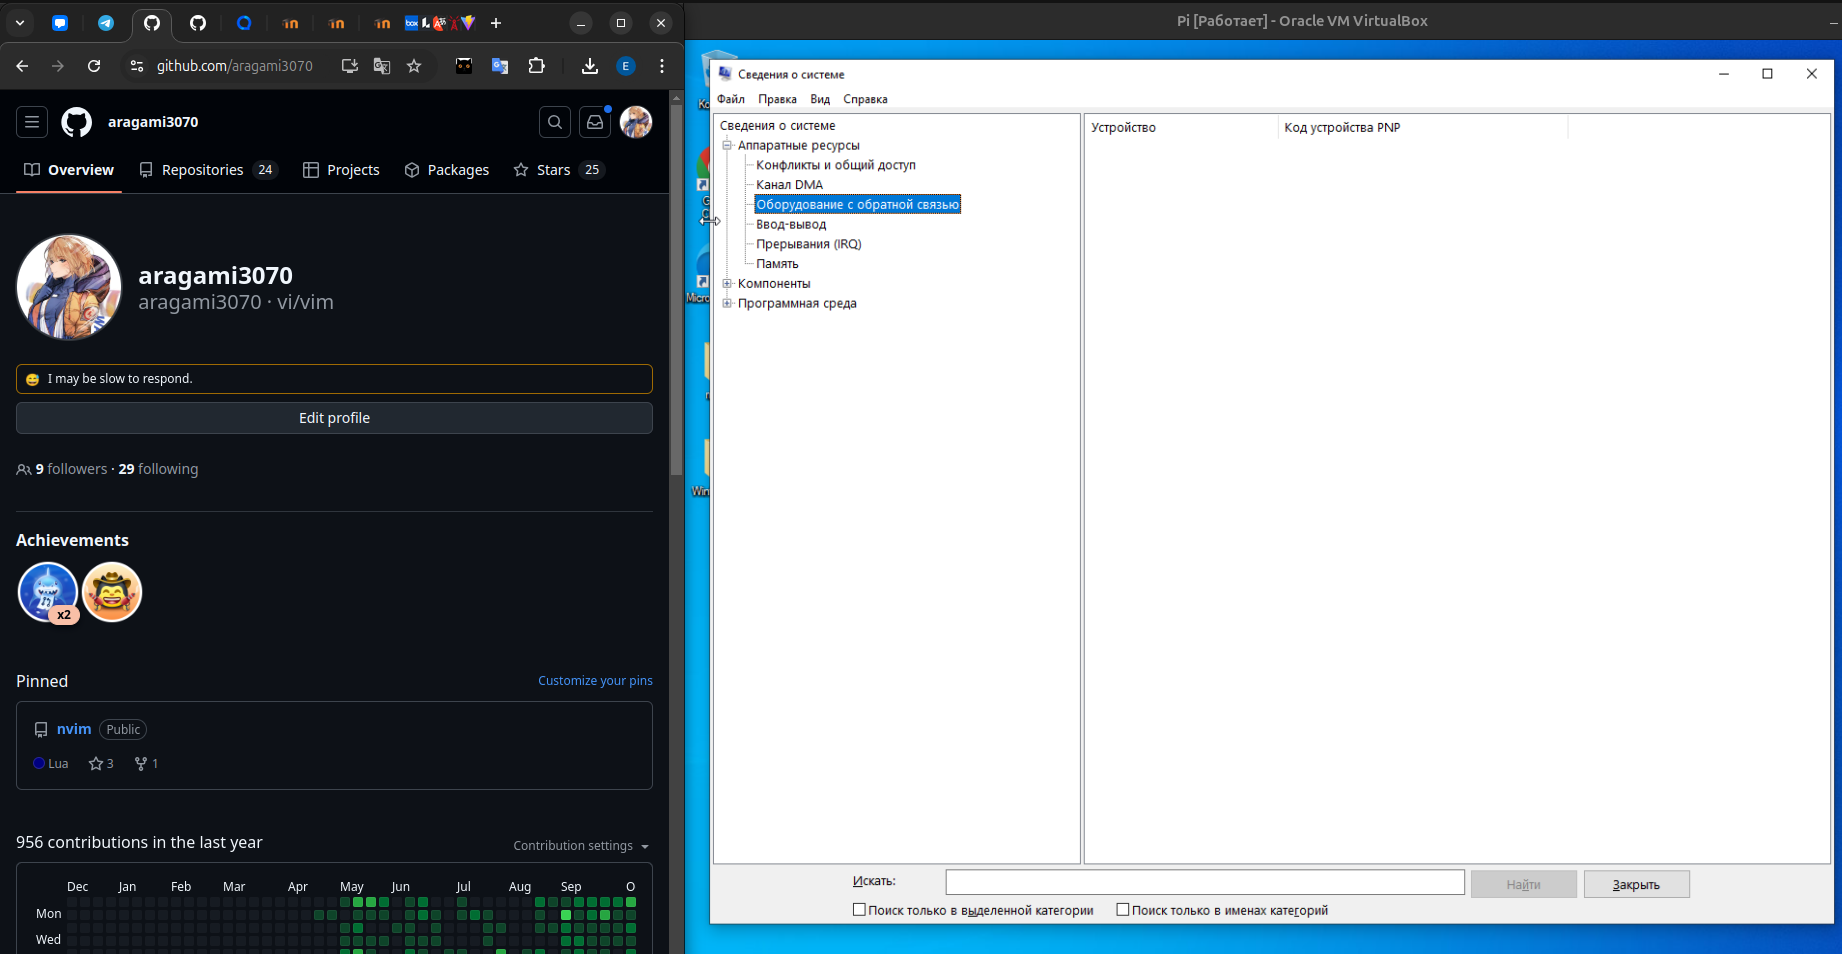 github.com/aragami3070
E
aragami3070
Overview
Repositories 24
Projects
Packages
Stars 25
aragami3070
aragami3070 · vi/vim
I may be slow to respond.
Edit profile
9 followers · 29 following
Achievements
x2
Pinned
Customize your pins
nvim Public
Lua 3 1
956 contributions in the last year
Contribution settings
Dec Jan Feb Mar Apr May Jun Jul Aug Sep O
Mon
Wed
Pi [Работает] - Oracle VM VirtualBox
Сведения о системе
Файл Правка Вид Справка
Сведения о системе
Аппаратные ресурсы
Конфликты и общий доступ
Канал DMA
Оборудование с обратной связью
Ввод-вывод
Прерывания (IRQ)
Память
Компоненты
Программная среда
Устройство Код устройства PNP
Искать:
Найти
Закрыть
Поиск только в выделенной категории
Поиск только в именах категорий